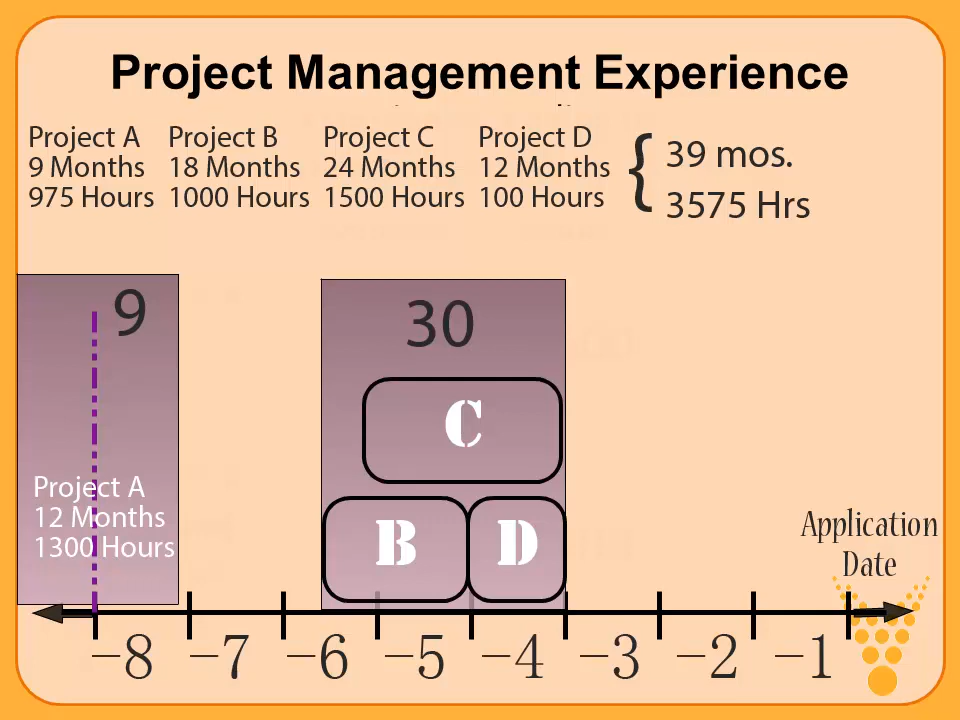 Project Management Experience
Project A
9 Months
975 Hours
Project B
18 Months
1000 Hours
Project C
24 Months
1500 Hours
Project D
12 Months
100 Hours
{
39 mos.
3575 Hrs
9
30
C
B
D
Project A
12 Months
1300 Hours
Application
Date
-8 -7 -6 -5 -4 -3 -2 -1